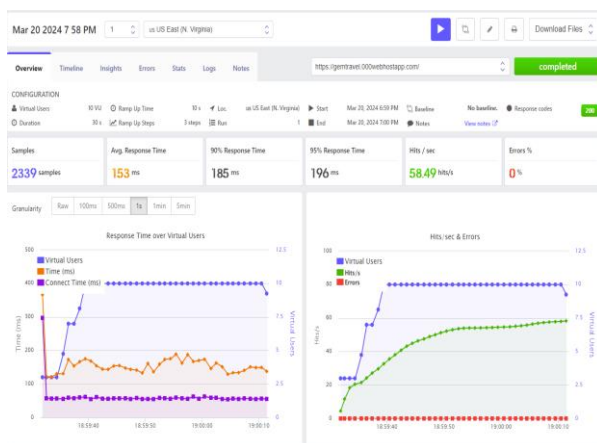 Mar 20 2024 7 58 PM 1 us US East (N. Virginia) Download Files
Overview Timeline Insights Errors Stats Logs Notes https://gemtravel.000webhostapp.com/ completed
CONFIGURATION
Virtual Users 10 VU Ramp Up Time 10 s Loc. us US East (N. Virginia) Start Mar 20, 2024 6:59 PM Baseline No baseline. Response codes 200
Duration 30 s Ramp Up Steps 3 steps Run 1 End Mar 20, 2024 7:00 PM Notes View notes
Samples Avg. Response Time 90% Response Time 95% Response Time Hits / sec Errors %
2339 samples 153 ms 185 ms 196 ms 58.49 hits/s 0 %
Granularity Raw 100ms 500ms 1s 1min 5min
Response Time over Virtual Users
500 12.5
Virtual Users
Time (ms)
400 Connect Time (ms) 10
300 7.5
200 5
100 2.5
0 0
Time (ms)
Virtual Users
18:59:40 18:59:50 19:00:00 19:00:10
Hits/sec & Errors
100 12.5
Virtual Users
Hits/s
Errors
80 10
60 7.5
40 5
20 2.5
0 0
Hits/s
Virtual Users
18:59:40 18:59:50 19:00:00 19:00:10